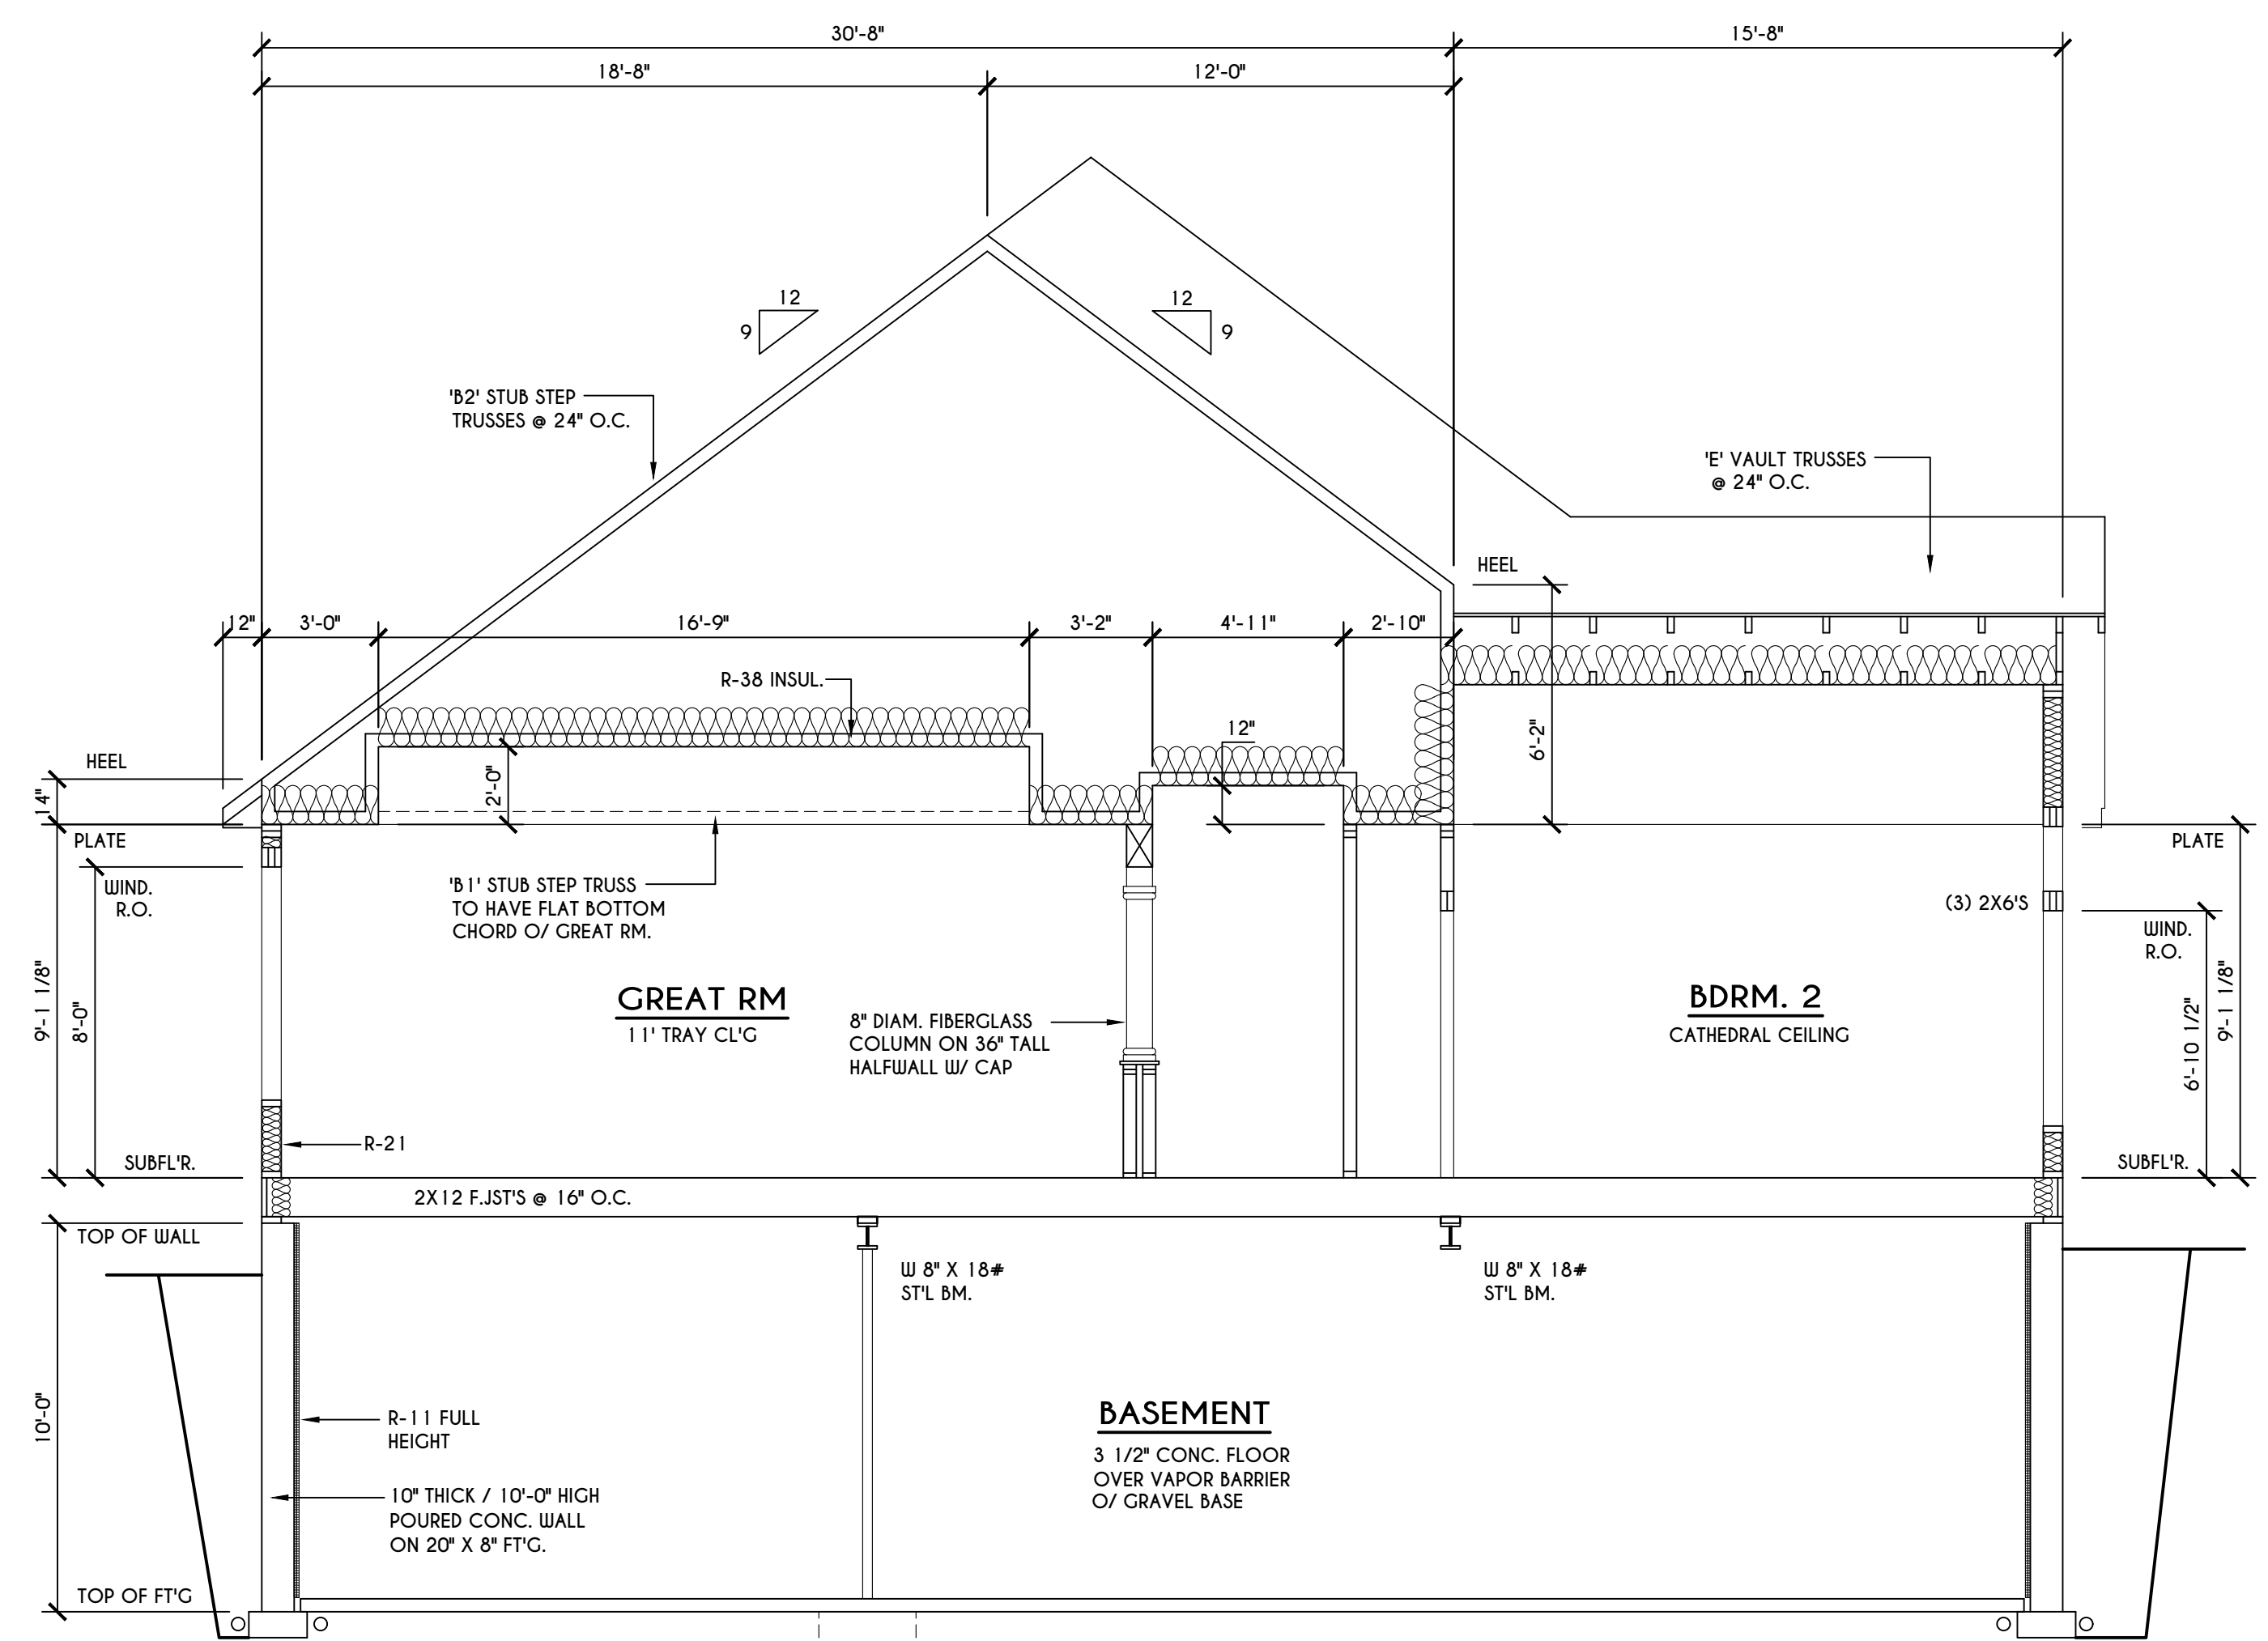 30'-8"
15'-8"
18'-8"
12'-0"
12
9
12
9
'B2' STUB STEP
TRUSSES @ 24" O.C.
'E' VAULT TRUSSES
@ 24" O.C.
HEEL
12"
3'-0"
16'-9"
3'-2"
4'-11"
2'-10"
R-38 INSUL.
12"
6'-2"
HEEL
2'-0"
14"
PLATE
PLATE
WIND.
R.O.
'B1' STUB STEP TRUSS
TO HAVE FLAT BOTTOM
CHORD O/ GREAT RM.
(3) 2X6'S
WIND.
R.O.
9'-1 1/8"
8'-0"
GREAT RM
11' TRAY CL'G
8" DIAM. FIBERGLASS
COLUMN ON 36" TALL
HALFWALL W/ CAP
BDRM. 2
CATHEDRAL CEILING
6'-10 1/2"
9'-1 1/8"
R-21
SUBFL'R.
SUBFL'R.
2X12 F.JST'S @ 16" O.C.
TOP OF WALL
W 8" X 18#
ST'L BM.
W 8" X 18#
ST'L BM.
10'-0"
R-11 FULL
HEIGHT
BASEMENT
3 1/2" CONC. FLOOR
OVER VAPOR BARRIER
O/ GRAVEL BASE
10" THICK / 10'-0" HIGH
POURED CONC. WALL
ON 20" X 8" FT'G.
TOP OF FT'G